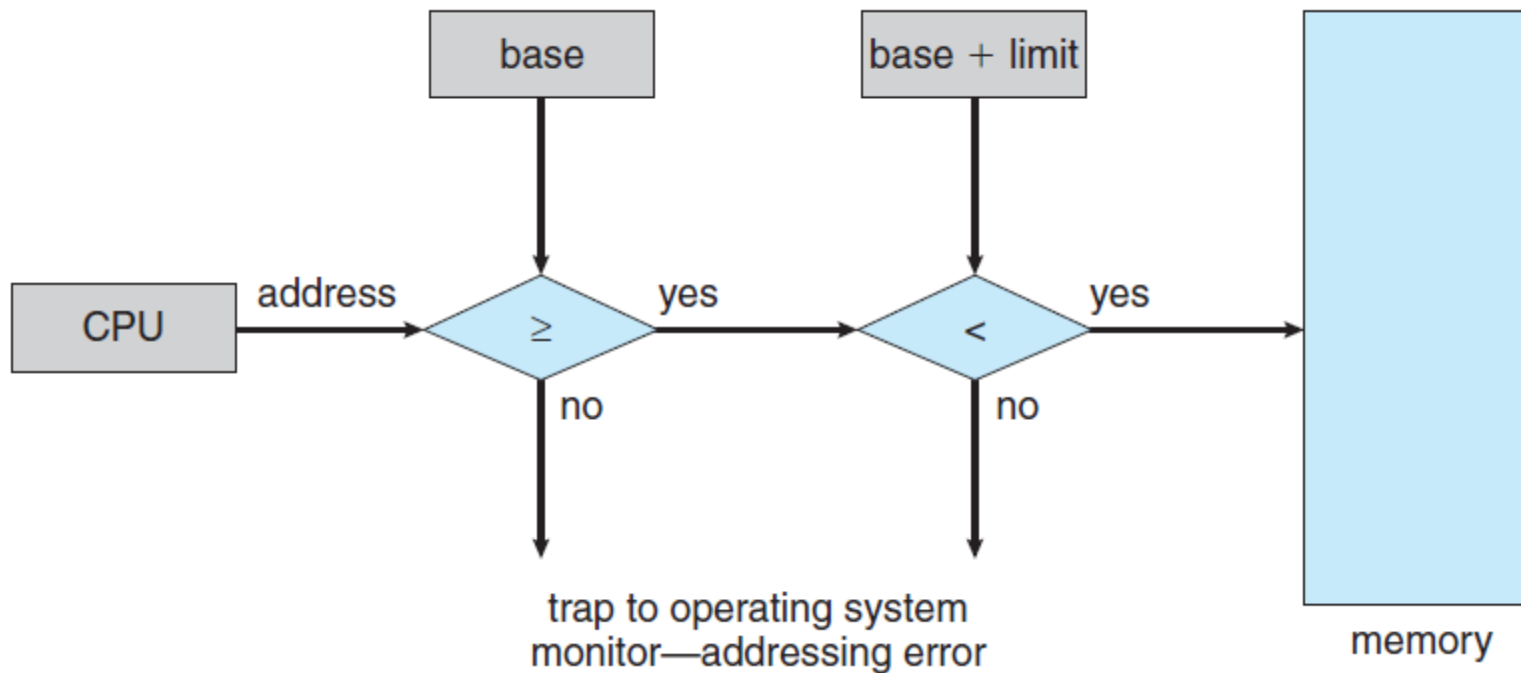 base
base + limit
CPU
address
≥
yes
<
yes
no
no
trap to operating system
monitor—addressing error
memory